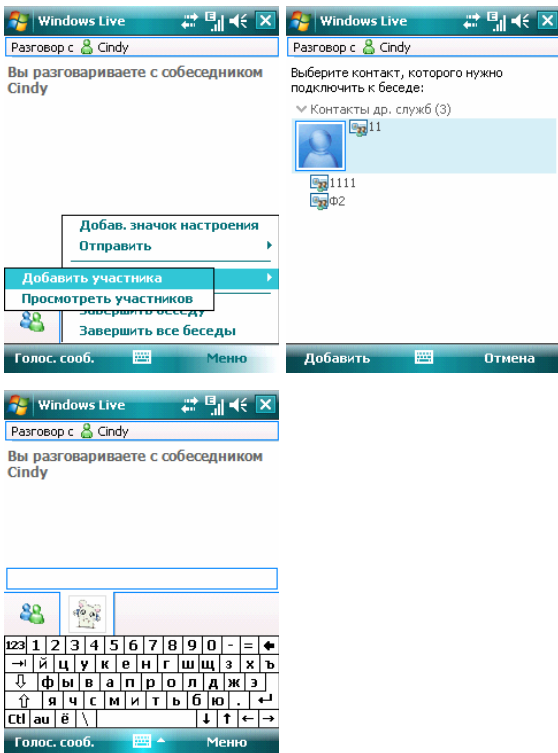 Windows Live
Разговор с Cindy
Вы разговариваете с собеседником
Cindy
Добав. значок настроения
Отправить
Добавить участника
Просмотреть участников
Завершить беседу
Завершить все беседы
Голос. сооб. Меню
Windows Live
Разговор с Cindy
Выберите контакт, которого нужно
подключить к беседе:
Контакты др. служб (3)
11
1111
Ф2
Добавить Отмена
Windows Live
Разговор с Cindy
Вы разговариваете с собеседником
Cindy
123 1 2 3 4 5 6 7 8 9 0 - =
й ц у к е н г ш щ з х ъ
ф ы в а п р о л д ж э
я ч с м и т ь б ю .
Ctl au ё \
Голос. сооб. Меню